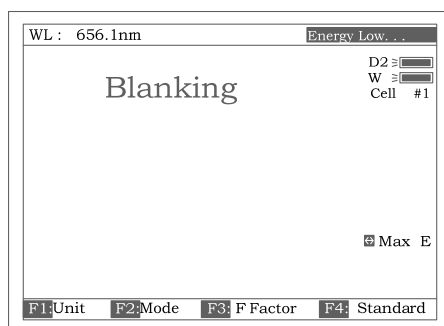 WL : 656.1nm Energy Low. . .
D2
W
Blanking
Cell #1
Max E
F1:Unit F2:Mode F3: F Factor F4: Standard